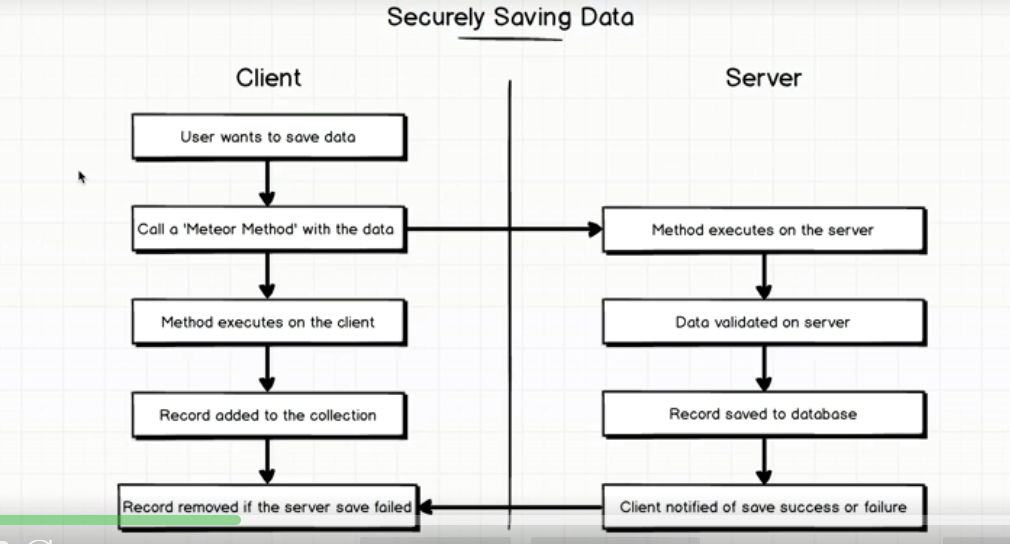 Securely Saving Data
Client
Server
User wants to save data
Call a 'Meteor Method' with the data
Method executes on the server
Method executes on the client
Data validated on server
Record added to the collection
Record saved to database
Record removed if the server save failed
Client notified of save success or failure